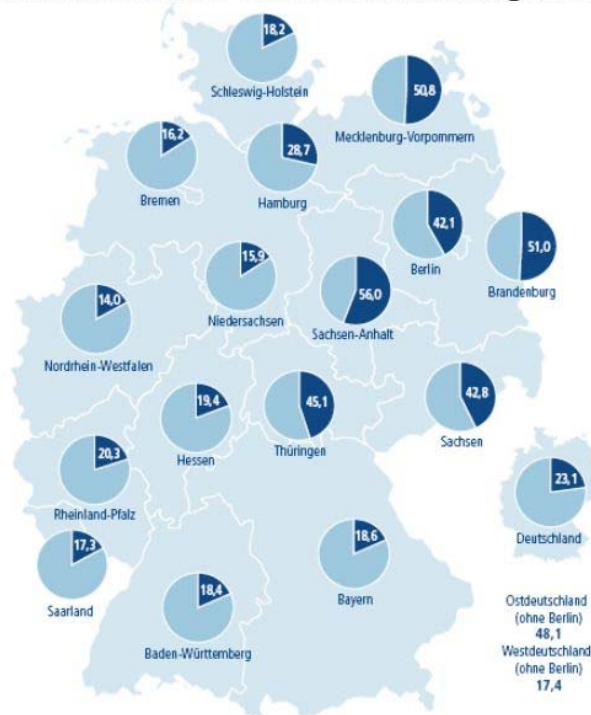 18,2
Schleswig-Holstein
50,8
Mecklenburg-Vorpommern
16,2
Bremen
28,7
Hamburg
42,1
Berlin
51,0
Brandenburg
15,9
Niedersachsen
56,0
Sachsen-Anhalt
14,0
Nordrhein-Westfalen
19,4
Hessen
45,1
Thüringen
42,8
Sachsen
20,3
Rheinland-Pfalz
23,1
Deutschland
17,3
Saarland
18,4
Baden-Württemberg
18,6
Bayern
Ostdeutschland
(ohne Berlin)
48,1
Westdeutschland
(ohne Berlin)
17,4